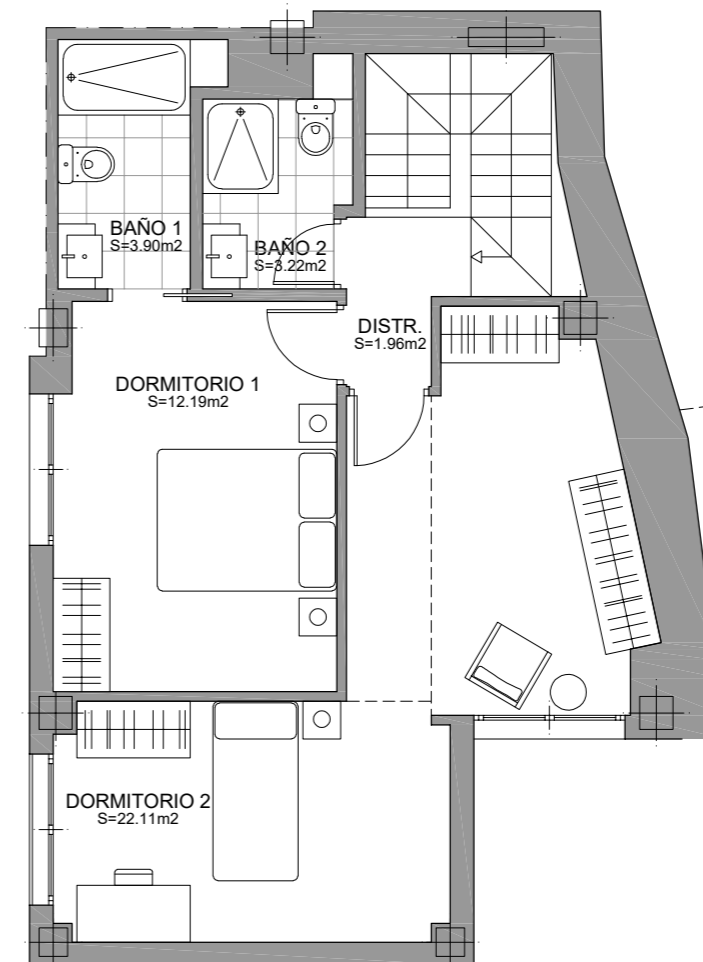 BAÑO 1
S=3.90m2
BAÑO 2
S=3.22m2
DISTR.
S=1.96m2
DORMITORIO 1
S=12.19m2
DORMITORIO 2
S=22.11m2